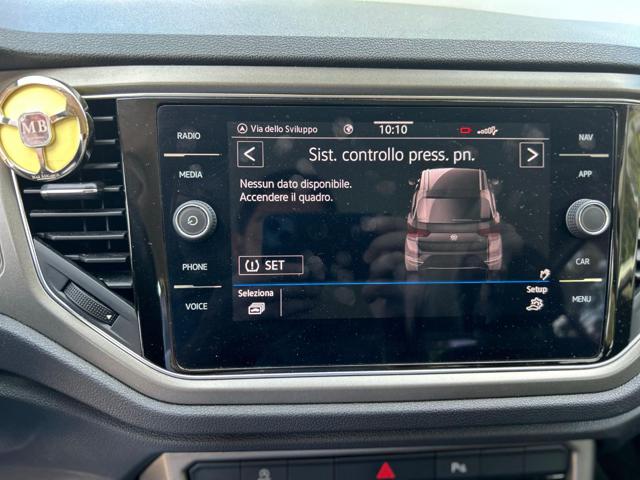 MB
RADIO
MEDIA
PHONE
VOICE
Via dello Sviluppo
10:10
Sist. controllo press. pn.
Nessun dato disponibile.
Accendere il quadro.
SET
Seleziona
Setup
NAV
APP
CAR
MENU
P